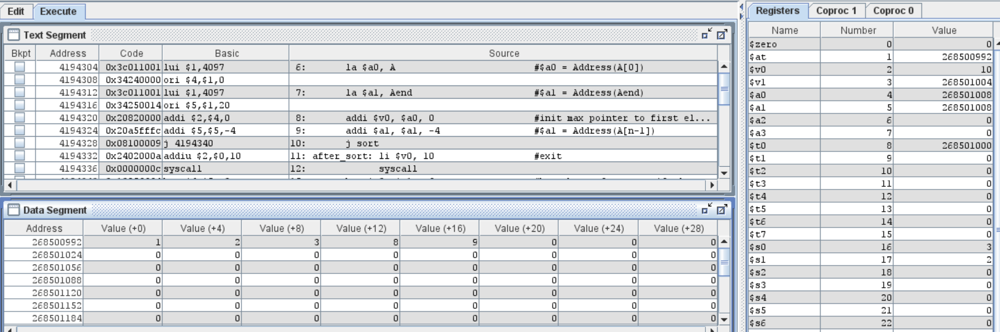 Edit Execute
Text Segment
Bkpt Address Code Basic Source
4194304 0x3c011001 lui $1,4097 6: la $a0, A #$a0 = Address(A[0])
4194308 0x34240000 ori $4,$1,0
4194312 0x3c011001 lui $1,4097 7: la $a1, Aend #$a1 = Address(Aend)
4194316 0x34250014 ori $5,$1,20
4194320 0x20820000 addi $2,$4,0 8: addi $v0, $a0, 0 #init max pointer to first el...
4194324 0x20a5fffc addi $5,$5,-4 9: addi $a1, $a1, -4 #$a1 = Address(A[n-1])
4194328 0x08100009 j 4194340 10: j sort
4194332 0x2402000a addiu $2,$0,10 11: after_sort: li $v0, 10 #exit
4194336 0x0000000c syscall 12: syscall
Data Segment
Address Value (+0) Value (+4) Value (+8) Value (+12) Value (+16) Value (+20) Value (+24) Value (+28)
268500992 1 2 3 8 9 0 0 0
268501024 0 0 0 0 0 0 0 0
268501056 0 0 0 0 0 0 0 0
268501088 0 0 0 0 0 0 0 0
268501120 0 0 0 0 0 0 0 0
268501152 0 0 0 0 0 0 0 0
268501184 0 0 0 0 0 0 0 0
Registers Coproc 1 Coproc 0
Name Number Value
$zero 0 0
$at 1 268500992
$v0 2 10
$v1 3 268501004
$a0 4 268501008
$a1 5 268501008
$a2 6 0
$a3 7 0
$t0 8 268501000
$t1 9 0
$t2 10 0
$t3 11 0
$t4 12 0
$t5 13 0
$t6 14 0
$t7 15 0
$s0 16 3
$s1 17 2
$s2 18 0
$s3 19 0
$s4 20 0
$s5 21 0
$s6 22 0